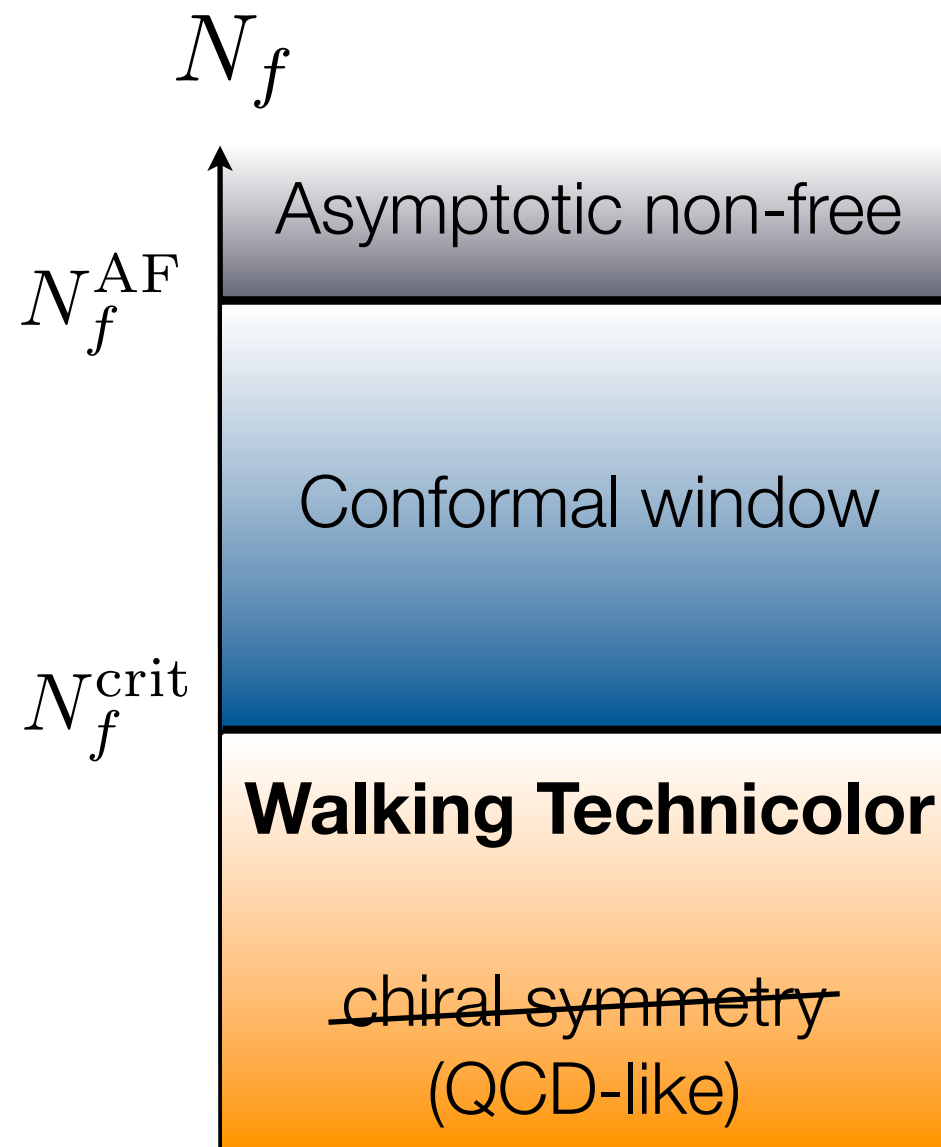 N_f
Asymptotic non-free
N_f^AF
Conformal window
N_f^crit
Walking Technicolor
chiral symmetry
(QCD-like)